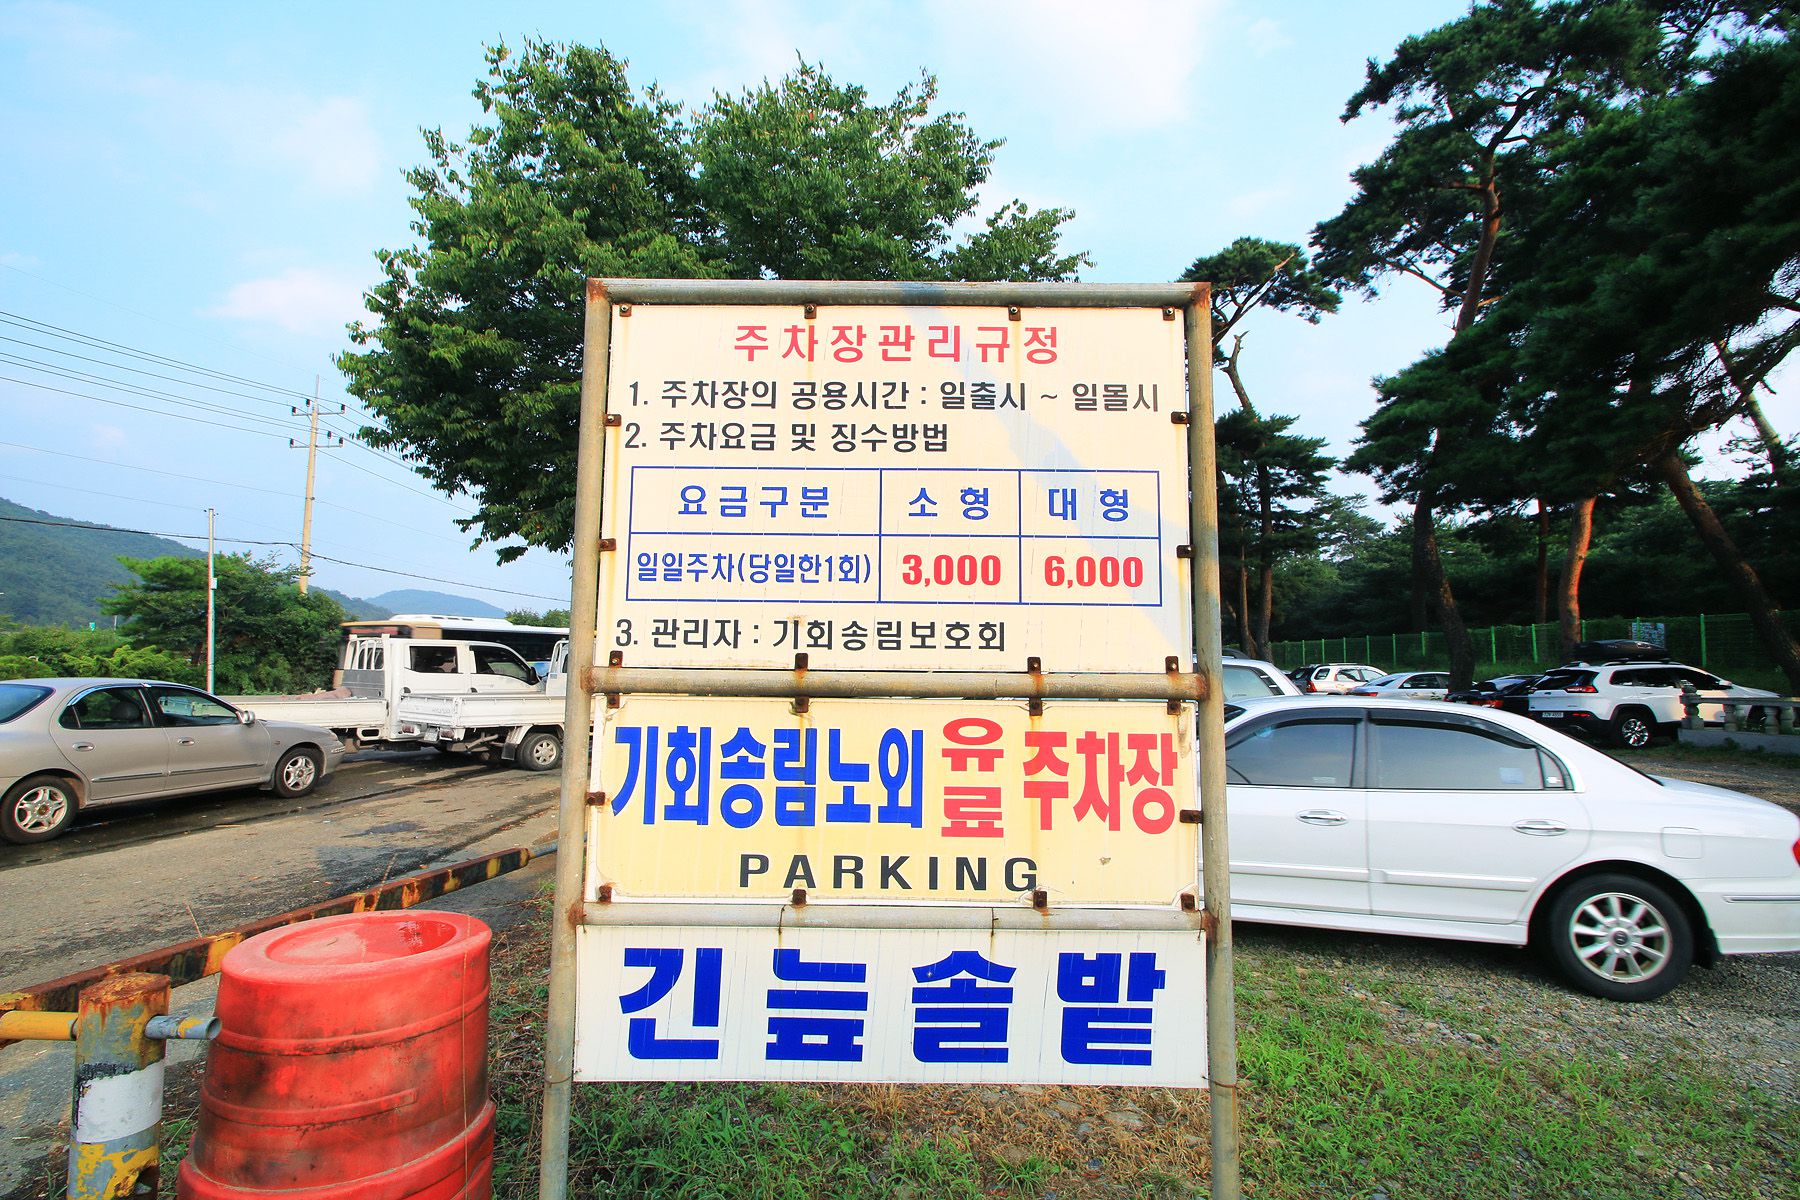 주차장관리규정
1. 주차장의 공용시간 : 일출시 ~ 일몰시
2. 주차요금 및 징수방법
요금구분 소형 대형
일일주차(당일한1회) 3,000 6,000
3. 관리자 : 기회송림보호회
기회송림노외 유료 주차장
PARKING
긴늪솔밭